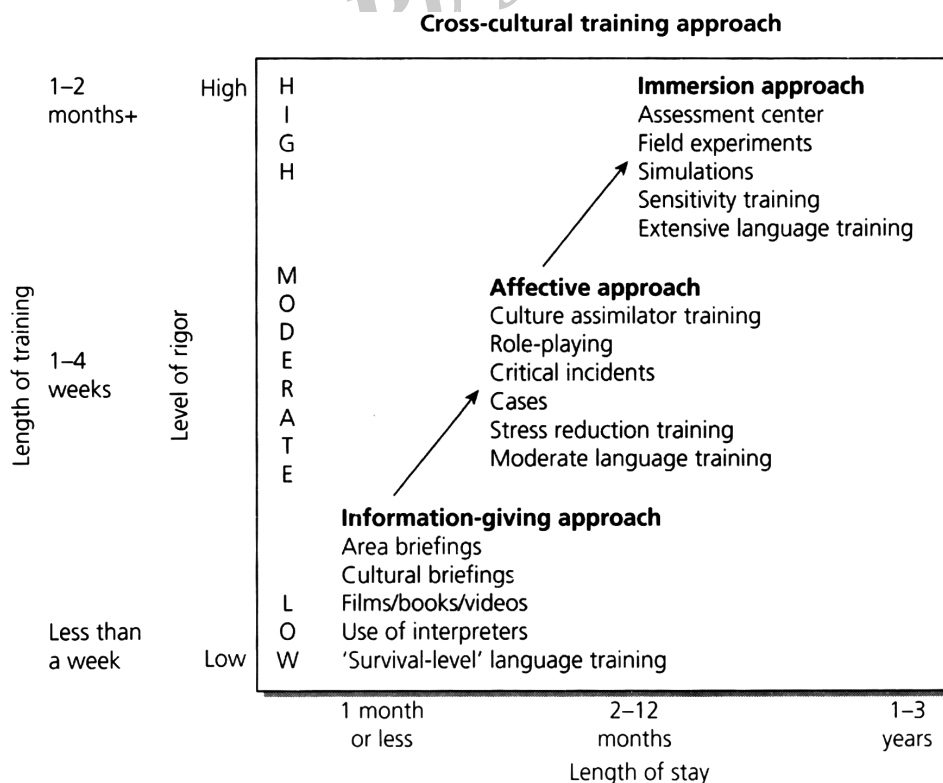 Cross-cultural training approach
1–2
months+
High
HIGH
Immersion approach
Assessment center
Field experiments
Simulations
Sensitivity training
Extensive language training
Length of training
1–4
weeks
Level of rigor
MODERATE
Affective approach
Culture assimilator training
Role-playing
Critical incidents
Cases
Stress reduction training
Moderate language training
Information-giving approach
Area briefings
Cultural briefings
Films/books/videos
Use of interpreters
'Survival-level' language training
Less than
a week
Low
LOW
1 month
or less
2–12
months
1–3
years
Length of stay